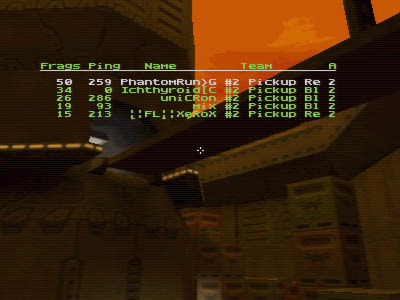 Frags Ping Name Team A
50 259 PhantomRun>G #2 Pickup Re 2
34 0 Ichthyroid[C #2 Pickup Bl 2
26 286 uniCRon #2 Pickup Bl 2
19 93 mix #2 Pickup Bl 2
15 213 ¦¦FL¦¦XeRoX #2 Pickup Re 2